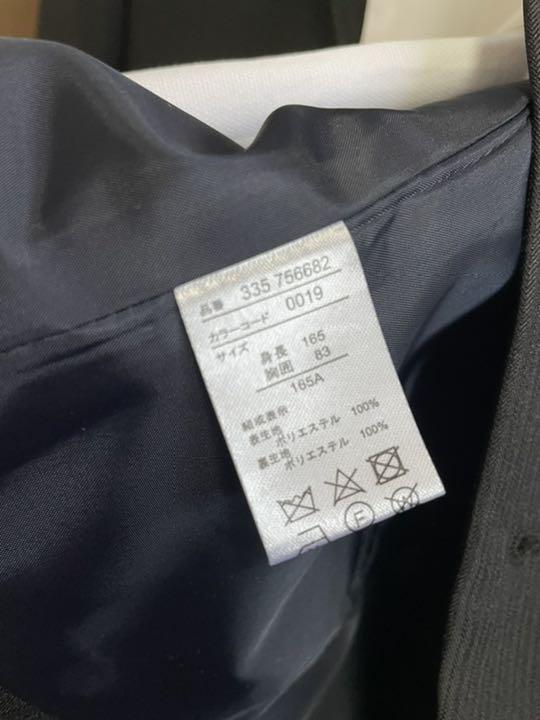 品番 335 756682
カラーコード 0019
サイズ 身長 165
胸囲 83
165A
組成表示
表生地 ポリエステル 100%
裏生地 ポリエステル 100%
F
W